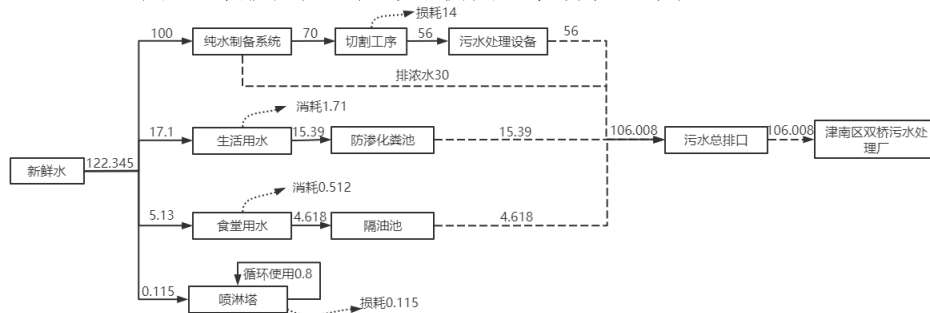 损耗14
100
纯水制备系统
70
切割工序
56
污水处理设备
56
排浓水30
消耗1.71
17.1
生活用水
15.39
防渗化粪池
15.39
106.008
污水总排口
106.008
津南区双桥污水处
理厂
新鲜水
122.345
消耗0.512
5.13
食堂用水
4.618
隔油池
4.618
循环使用0.8
0.115
喷淋塔
损耗0.115